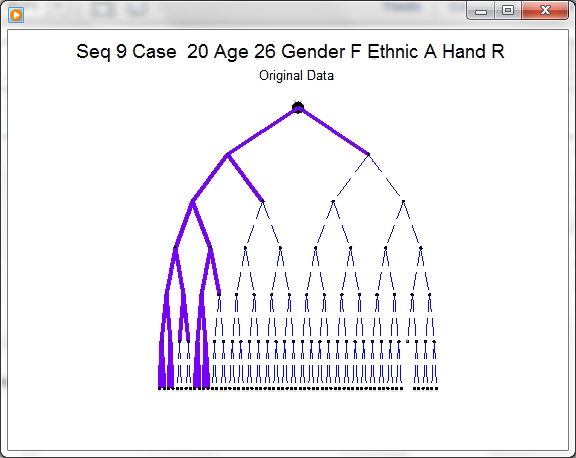 Seq 9 Case  20 Age 26 Gender F Ethnic A Hand R
Original Data